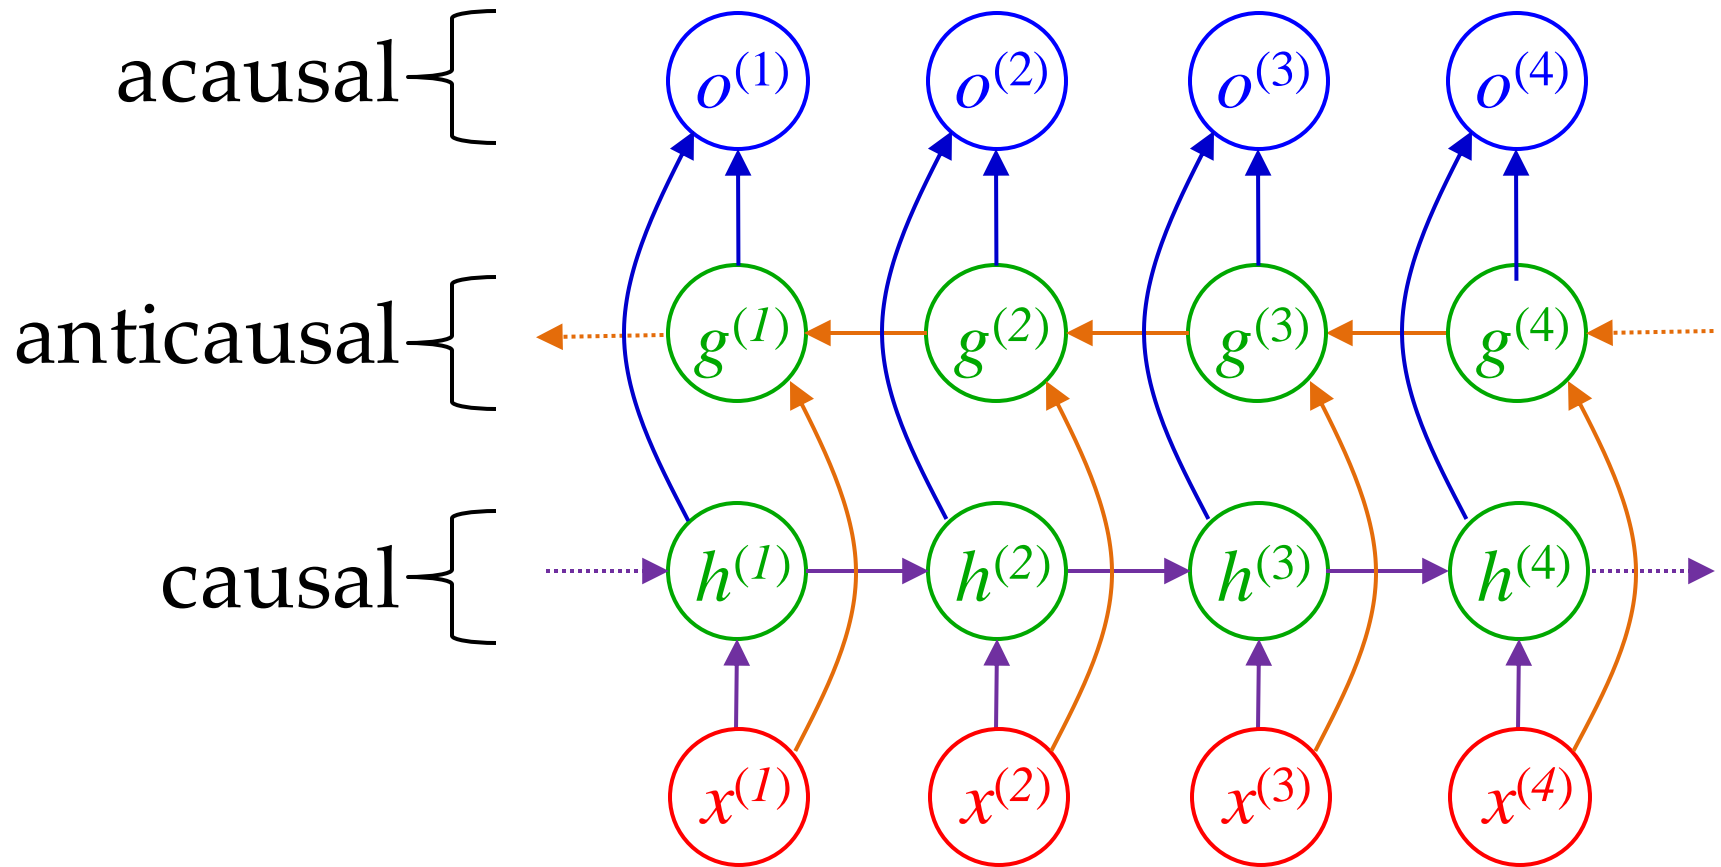 acausal o(1) o(2) o(3) o(4)
anticausal g(1) g(2) g(3) g(4)
causal h(1) h(2) h(3) h(4)
x(1) x(2) x(3) x(4)